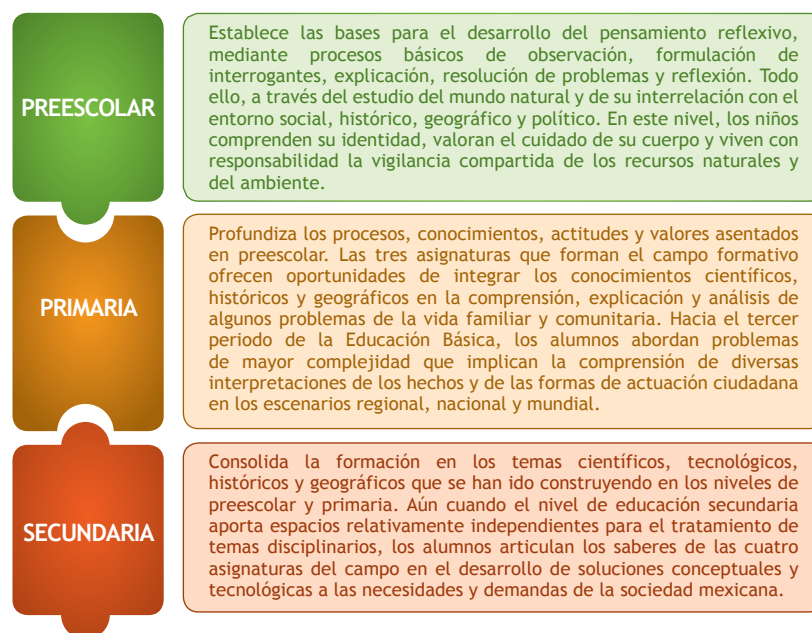 PREESCOLAR
Establece las bases para el desarrollo del pensamiento reflexivo,
mediante procesos básicos de observación, formulación de
interrogantes, explicación, resolución de problemas y reflexión. Todo
ello, a través del estudio del mundo natural y de su interrelación con el
entorno social, histórico, geográfico y político. En este nivel, los niños
comprenden su identidad, valoran el cuidado de su cuerpo y viven con
responsabilidad la vigilancia compartida de los recursos naturales y
del ambiente.
PRIMARIA
Profundiza los procesos, conocimientos, actitudes y valores asentados
en preescolar. Las tres asignaturas que forman el campo formativo
ofrecen oportunidades de integrar los conocimientos científicos,
históricos y geográficos en la comprensión, explicación y análisis de
algunos problemas de la vida familiar y comunitaria. Hacia el tercer
periodo de la Educación Básica, los alumnos abordan problemas
de mayor complejidad que implican la comprensión de diversas
interpretaciones de los hechos y de las formas de actuación ciudadana
en los escenarios regional, nacional y mundial.
SECUNDARIA
Consolida la formación en los temas científicos, tecnológicos,
históricos y geográficos que se han ido construyendo en los niveles de
preescolar y primaria. Aún cuando el nivel de educación secundaria
aporta espacios relativamente independientes para el tratamiento de
temas disciplinarios, los alumnos articulan los saberes de las cuatro
asignaturas del campo en el desarrollo de soluciones conceptuales y
tecnológicas a las necesidades y demandas de la sociedad mexicana.